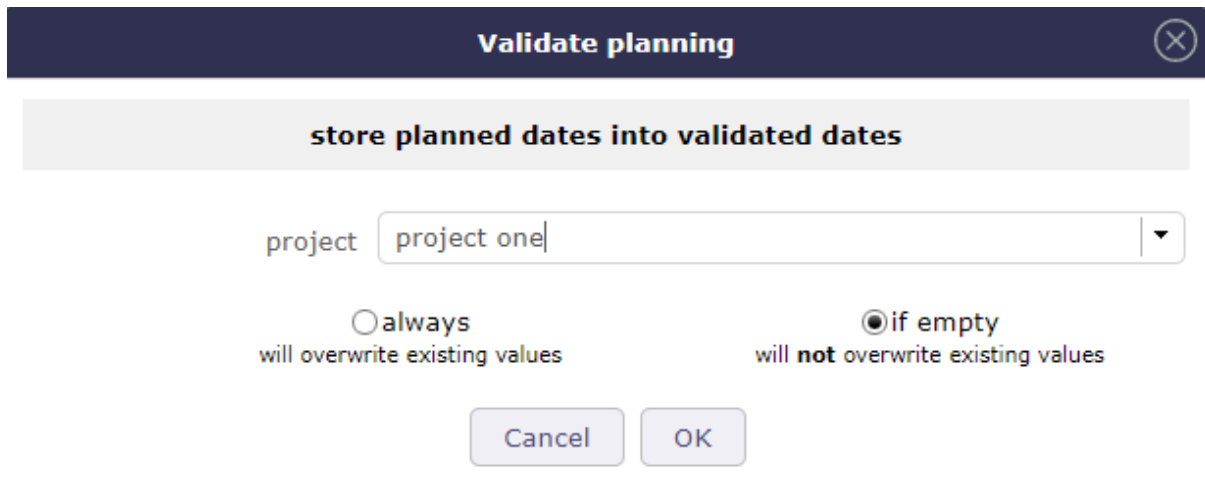 Validate planning
store planned dates into validated dates
project project one
always if empty
will overwrite existing values will not overwrite existing values
Cancel OK